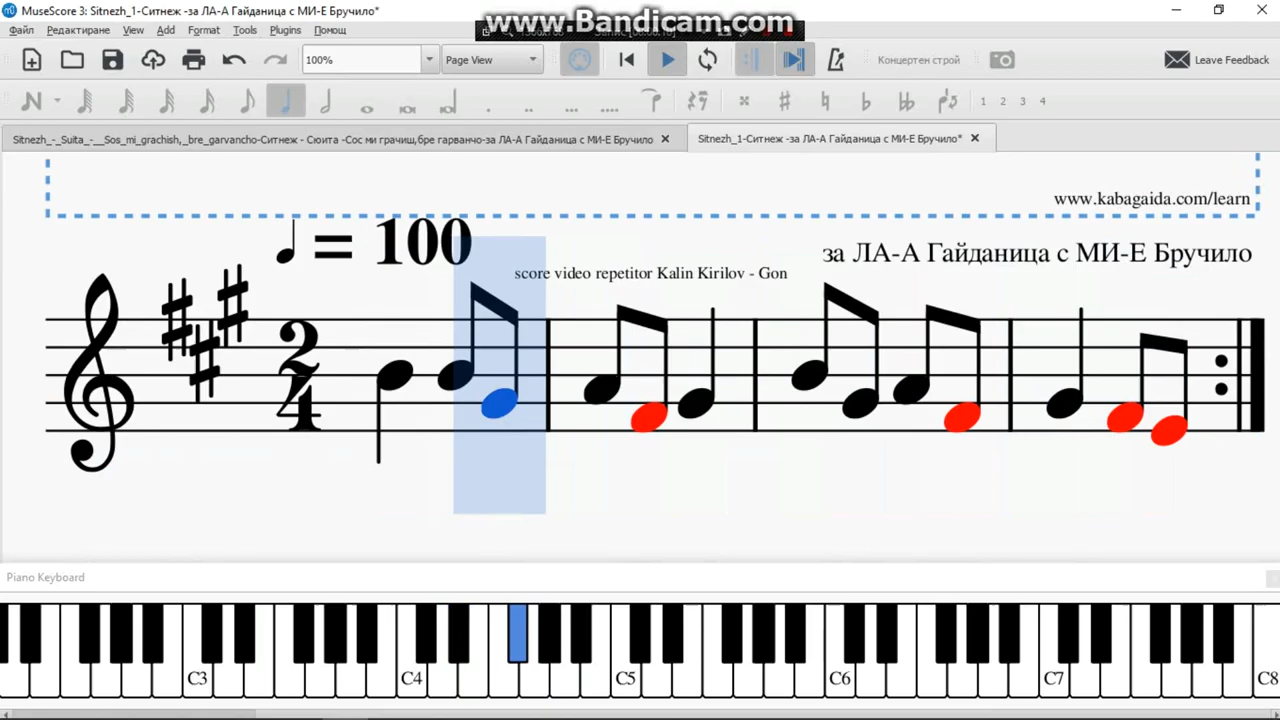 MuseScore 3: Sitnezh_1-Ситнеж -за ЛА-А Гайданица с МИ-Е Бручило*
www.Bandicam.com
Файл Редактиране View Add Format Tools Plugins Помощ
100% Page View Концертен строй Leave Feedback
1 2 3 4
Sitnezh_-_Suita_-__Sos_mi_grachish,_bre_garvancho-Ситнеж - Сюита -Сос ми грачиш,бре гарванчо-за ЛА-А Гайданица с МИ-Е Бручило Sitnezh_1-Ситнеж -за ЛА-А Гайданица с МИ-Е Бручило*
www.kabagaida.com/learn
= 100
за ЛА-А Гайданица с МИ-Е Бручило
score video repetitor Kalin Kirilov - Gon
2
4
Piano Keyboard
C3 C4 C5 C6 C7 C8